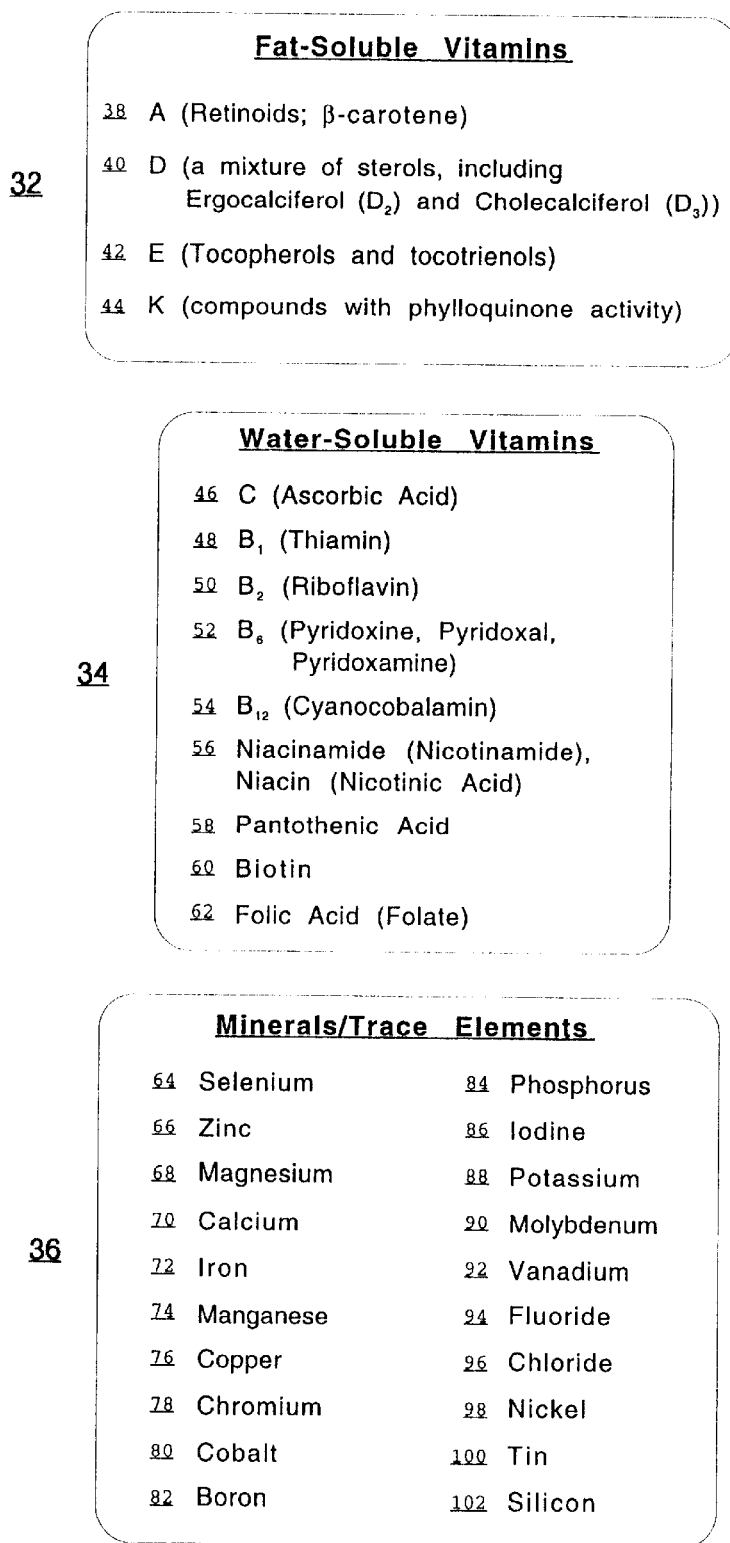 Fat-Soluble Vitamins
38 A (Retinoids; β-carotene)
32
40 D (a mixture of sterols, including
Ergocalciferol (D₂) and Cholecalciferol (D₃))
42 E (Tocopherols and tocotrienols)
44 K (compounds with phylloquinone activity)
Water-Soluble Vitamins
46 C (Ascorbic Acid)
48 B₁ (Thiamin)
50 B₂ (Riboflavin)
52 B₆ (Pyridoxine, Pyridoxal,
Pyridoxamine)
34
54 B₁₂ (Cyanocobalamin)
56 Niacinamide (Nicotinamide),
Niacin (Nicotinic Acid)
58 Pantothenic Acid
60 Biotin
62 Folic Acid (Folate)
Minerals/Trace Elements
64 Selenium
66 Zinc
68 Magnesium
70 Calcium
36
72 Iron
74 Manganese
76 Copper
78 Chromium
80 Cobalt
82 Boron
84 Phosphorus
86 Iodine
88 Potassium
90 Molybdenum
92 Vanadium
94 Fluoride
96 Chloride
98 Nickel
100 Tin
102 Silicon